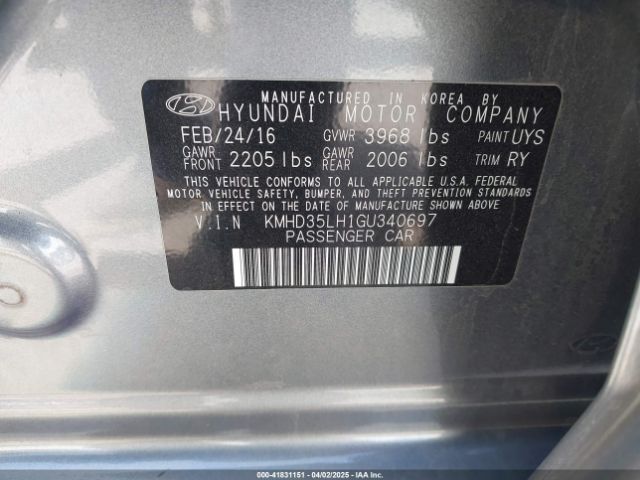 MANUFACTURED IN KOREA BY
HYUNDAI MOTOR COMPANY
FEB/24/16 GVWR 3968 lbs PAINT UYS
GAWR FRONT 2205 lbs GAWR REAR 2006 lbs TRIM RY
THIS VEHICLE CONFORMS TO ALL APPLICABLE U.S.A. FEDERAL
MOTOR VEHICLE SAFETY, BUMPER, AND THEFT PREVENTION STANDARDS IN
EFFECT ON THE DATE OF MANUFACTURE SHOWN ABOVE
V.I.N KMHD35LH1GU340697
PASSENGER CAR
© IAA 41831151 | 04/02/2025 | © IAA, LLC